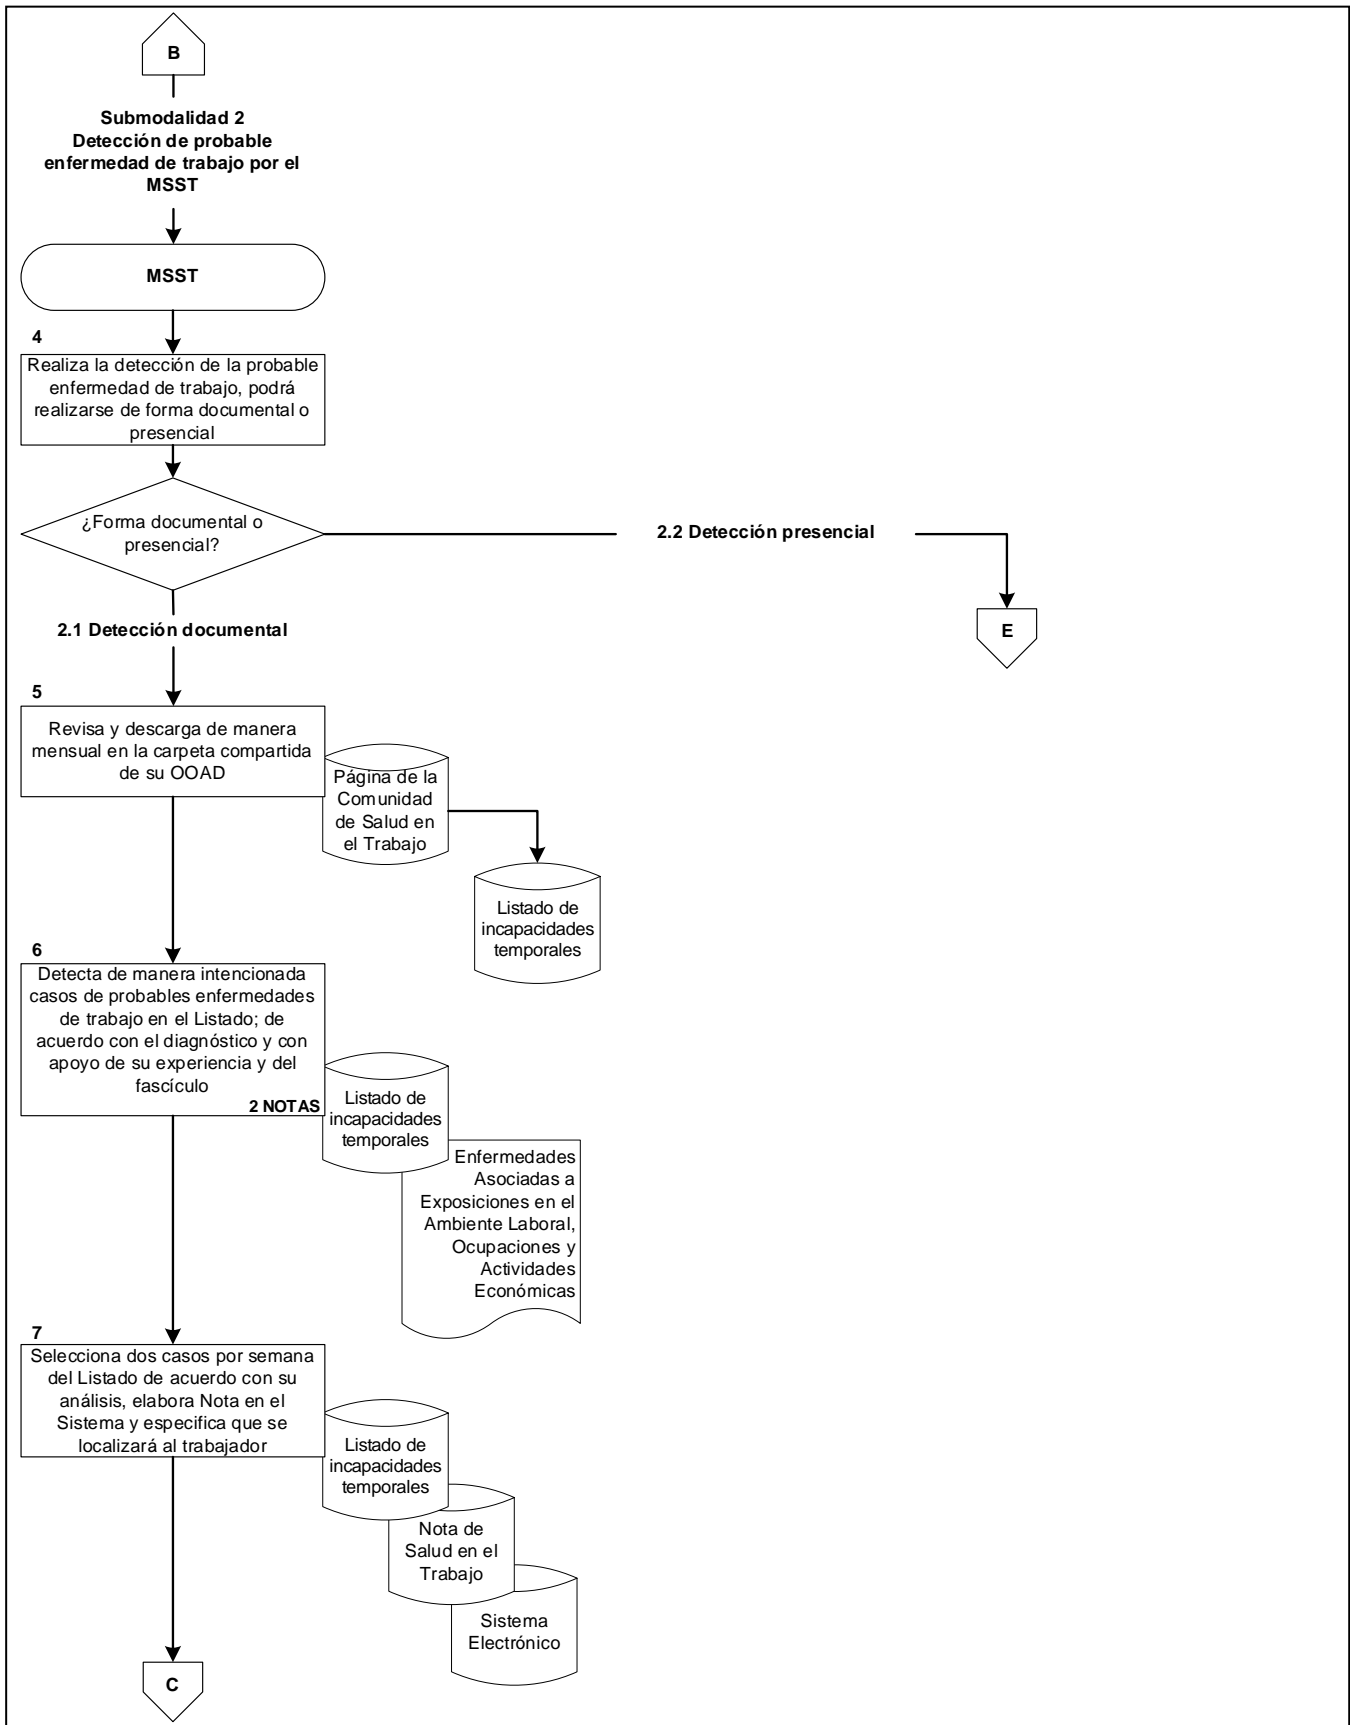 B
Submodalidad 2
Detección de probable
enfermedad de trabajo por el
MSST
MSST
4
Realiza la detección de la probable
enfermedad de trabajo, podrá
realizarse de forma documental o
presencial
¿Forma documental o
presencial?
2.2 Detección presencial
E
2.1 Detección documental
5
Revisa y descarga de manera
mensual en la carpeta compartida
de su OOAD
Página de la
Comunidad
de Salud en
el Trabajo
Listado de
incapacidades
temporales
6
Detecta de manera intencionada
casos de probables enfermedades
de trabajo en el Listado; de
acuerdo con el diagnóstico y con
apoyo de su experiencia y del
fascículo
2 NOTAS
Listado de
incapacidades
temporales
Enfermedades
Asociadas a
Exposiciones en el
Ambiente Laboral,
Ocupaciones y
Actividades
Económicas
7
Selecciona dos casos por semana
del Listado de acuerdo con su
análisis, elabora Nota en el
Sistema y especifica que se
localizará al trabajador
Listado de
incapacidades
temporales
Nota de
Salud en el
Trabajo
Sistema
Electrónico
C